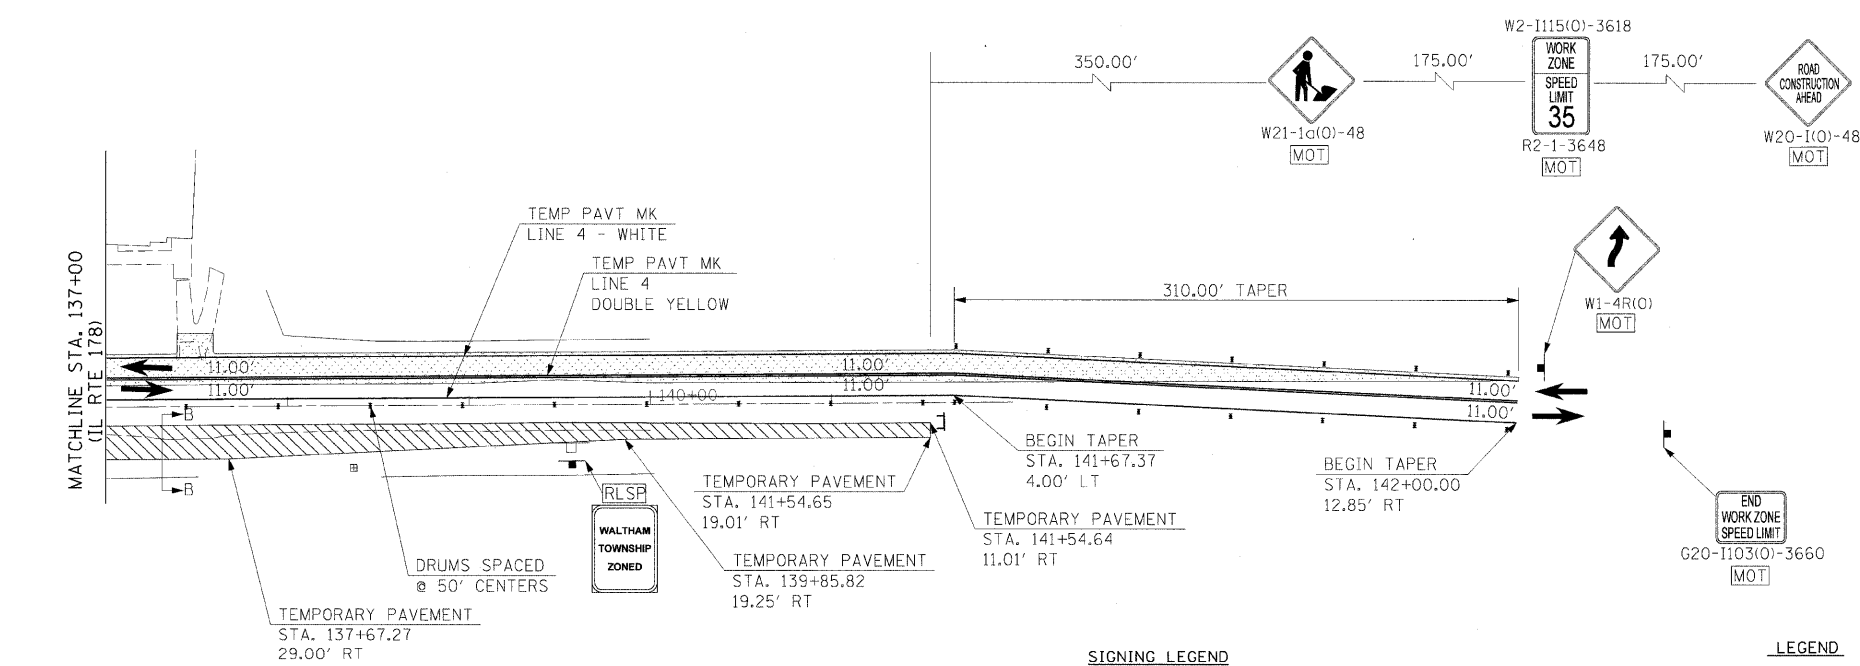 W2-I115(O)-3618
350.00'
175.00'
WORK
ZONE
SPEED
LIMIT
35
175.00'
ROAD
CONSTRUCTION
AHEAD
W21-1a(O)-48
MOT
R2-1-3648
MOT
W20-I(O)-48
MOT
TEMP PAVT MK
LINE 4 - WHITE
TEMP PAVT MK
LINE 4
DOUBLE YELLOW
310.00' TAPER
W1-4R(O)
MOT
MATCHLINE STA. 137+00
(IL RTE 178)
11.00'
11.00'
11.00'
11.00'
11.00'
11.00'
140+00
B
B
BEGIN TAPER
STA. 141+67.37
4.00' LT
BEGIN TAPER
STA. 142+00.00
12.85' RT
TEMPORARY PAVEMENT
STA. 141+54.65
19.01' RT
RLSP
WALTHAM
TOWNSHIP
ZONED
TEMPORARY PAVEMENT
STA. 141+54.64
11.01' RT
END
WORK ZONE
SPEED LIMIT
G20-I103(O)-3660
MOT
DRUMS SPACED
@ 50' CENTERS
TEMPORARY PAVEMENT
STA. 139+85.82
19.25' RT
TEMPORARY PAVEMENT
STA. 137+67.27
29.00' RT
SIGNING LEGEND
LEGEND